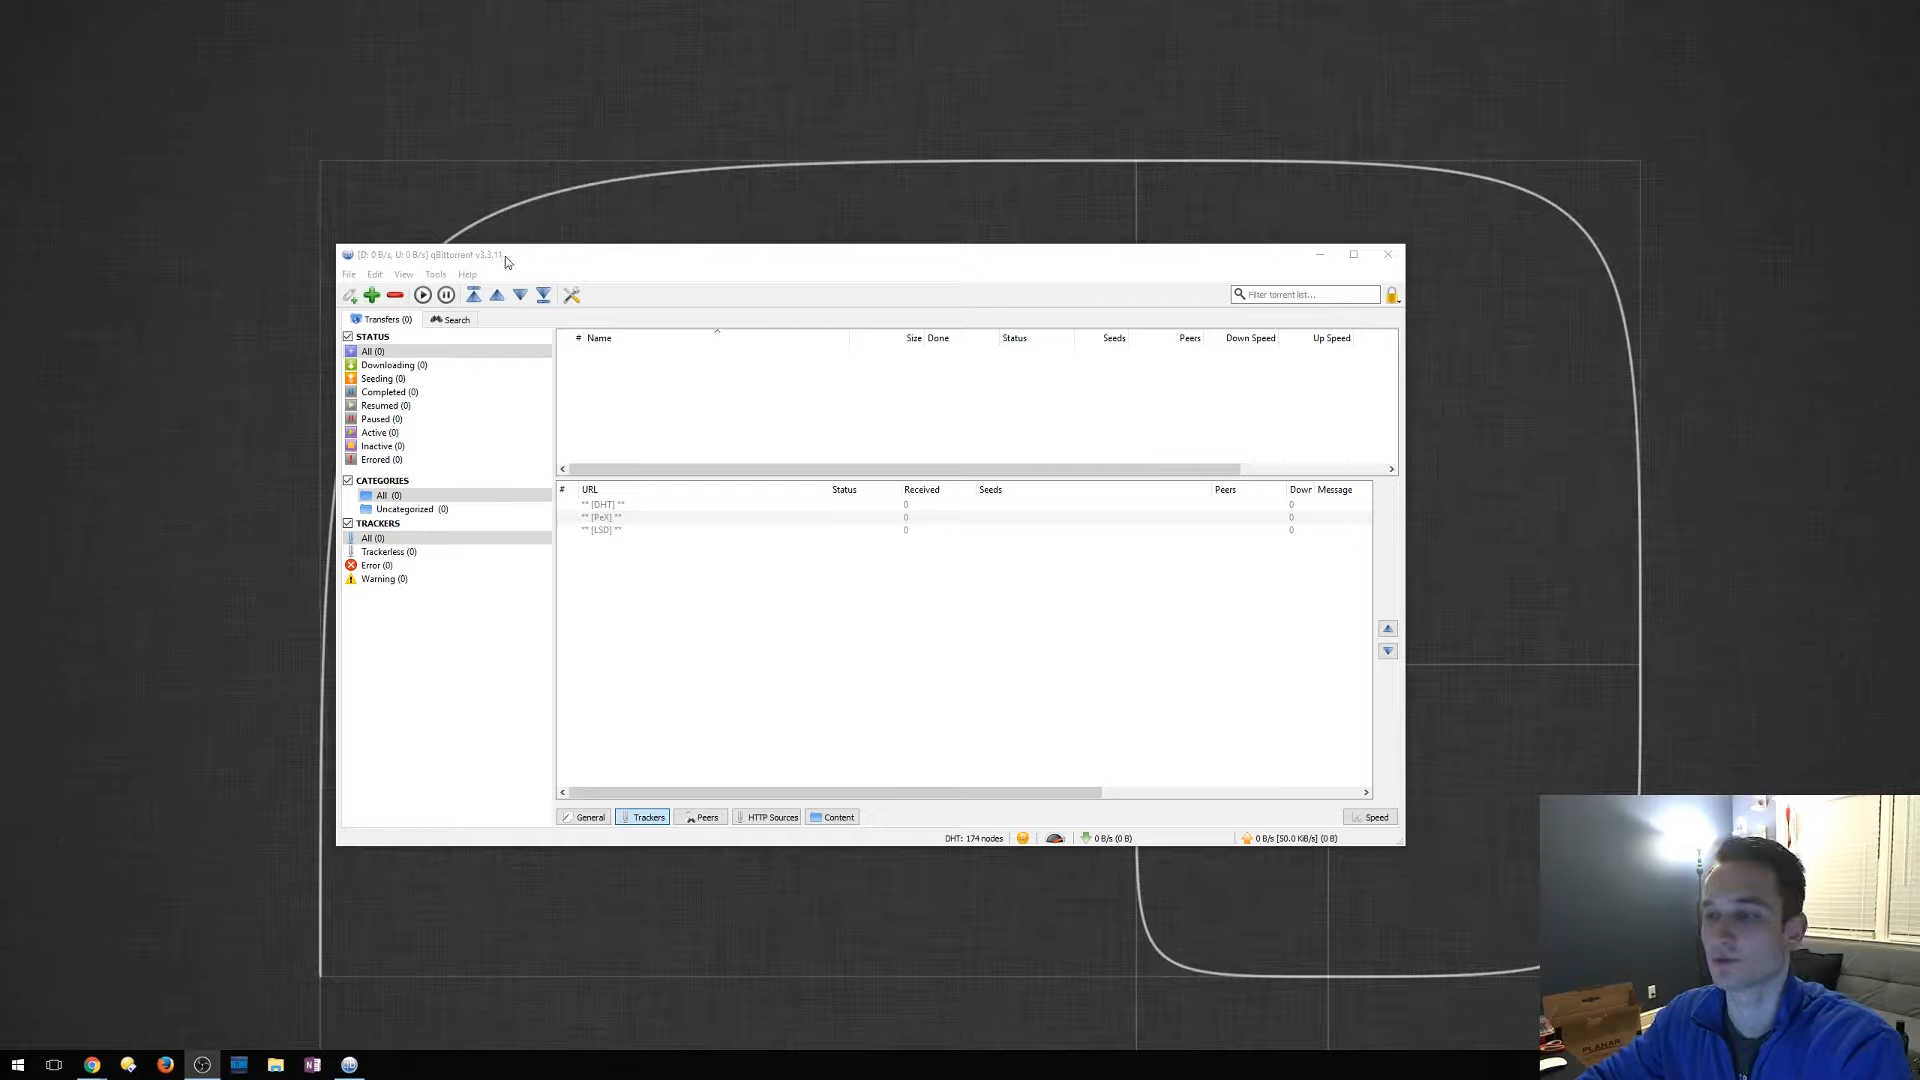 [D: 0 B/s, U: 0 B/s] qBittorrent v3.3.11
File Edit View Tools Help
Filter torrent list...
Transfers (0) Search
STATUS
All (0)
Downloading (0)
Seeding (0)
Completed (0)
Resumed (0)
Paused (0)
Active (0)
Inactive (0)
Errored (0)
CATEGORIES
All (0)
Uncategorized (0)
TRACKERS
All (0)
Trackerless (0)
Error (0)
Warning (0)
# Name Size Done Status Seeds Peers Down Speed Up Speed
# URL Status Received Seeds Peers Down Message
** [DHT] ** 0 0
** [PeX] ** 0 0
** [LSD] ** 0 0
General Trackers Peers HTTP Sources Content Speed
DHT: 174 nodes 0 B/s (0 B) 0 B/s [50.0 KiB/s] (0 B)
PLANAR